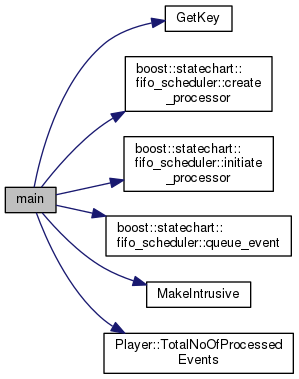 GetKey
boost::statechart::
fifo_scheduler::create
_processor
boost::statechart::
fifo_scheduler::initiate
_processor
main
boost::statechart::
fifo_scheduler::queue_event
MakeIntrusive
Player::TotalNoOfProcessed
Events